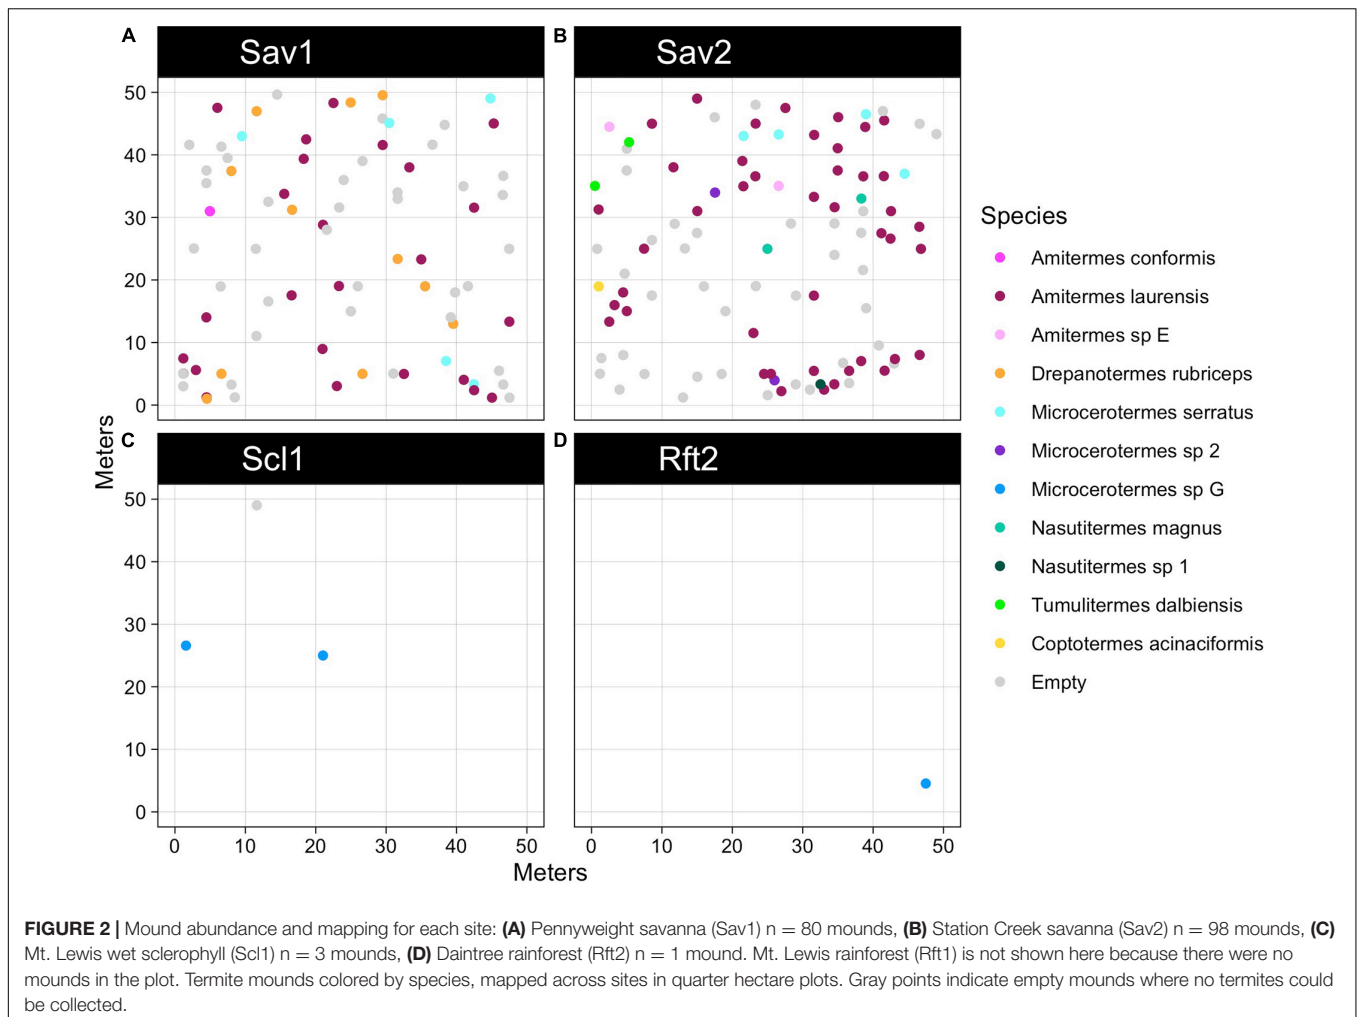 A
Sav1
B
Sav2
50
40
30
20
10
0
Species
Amitermes conformis
Amitermes laurensis
Amitermes sp E
Drepanotermes rubriceps
Microcerotermes serratus
Microcerotermes sp 2
Microcerotermes sp G
Nasutitermes magnus
Nasutitermes sp 1
Tumulitermes dalbiensis
Coptotermes acinaciformis
Empty
Meters
C
Scl1
D
Rft2
50
40
30
20
10
0
0 10 20 30 40 50
0 10 20 30 40 50
Meters
FIGURE 2 | Mound abundance and mapping for each site: (A) Pennyweight savanna (Sav1) n = 80 mounds, (B) Station Creek savanna (Sav2) n = 98 mounds, (C)
Mt. Lewis wet sclerophyll (Scl1) n = 3 mounds, (D) Daintree rainforest (Rft2) n = 1 mound. Mt. Lewis rainforest (Rft1) is not shown here because there were no
mounds in the plot. Termite mounds colored by species, mapped across sites in quarter hectare plots. Gray points indicate empty mounds where no termites could
be collected.